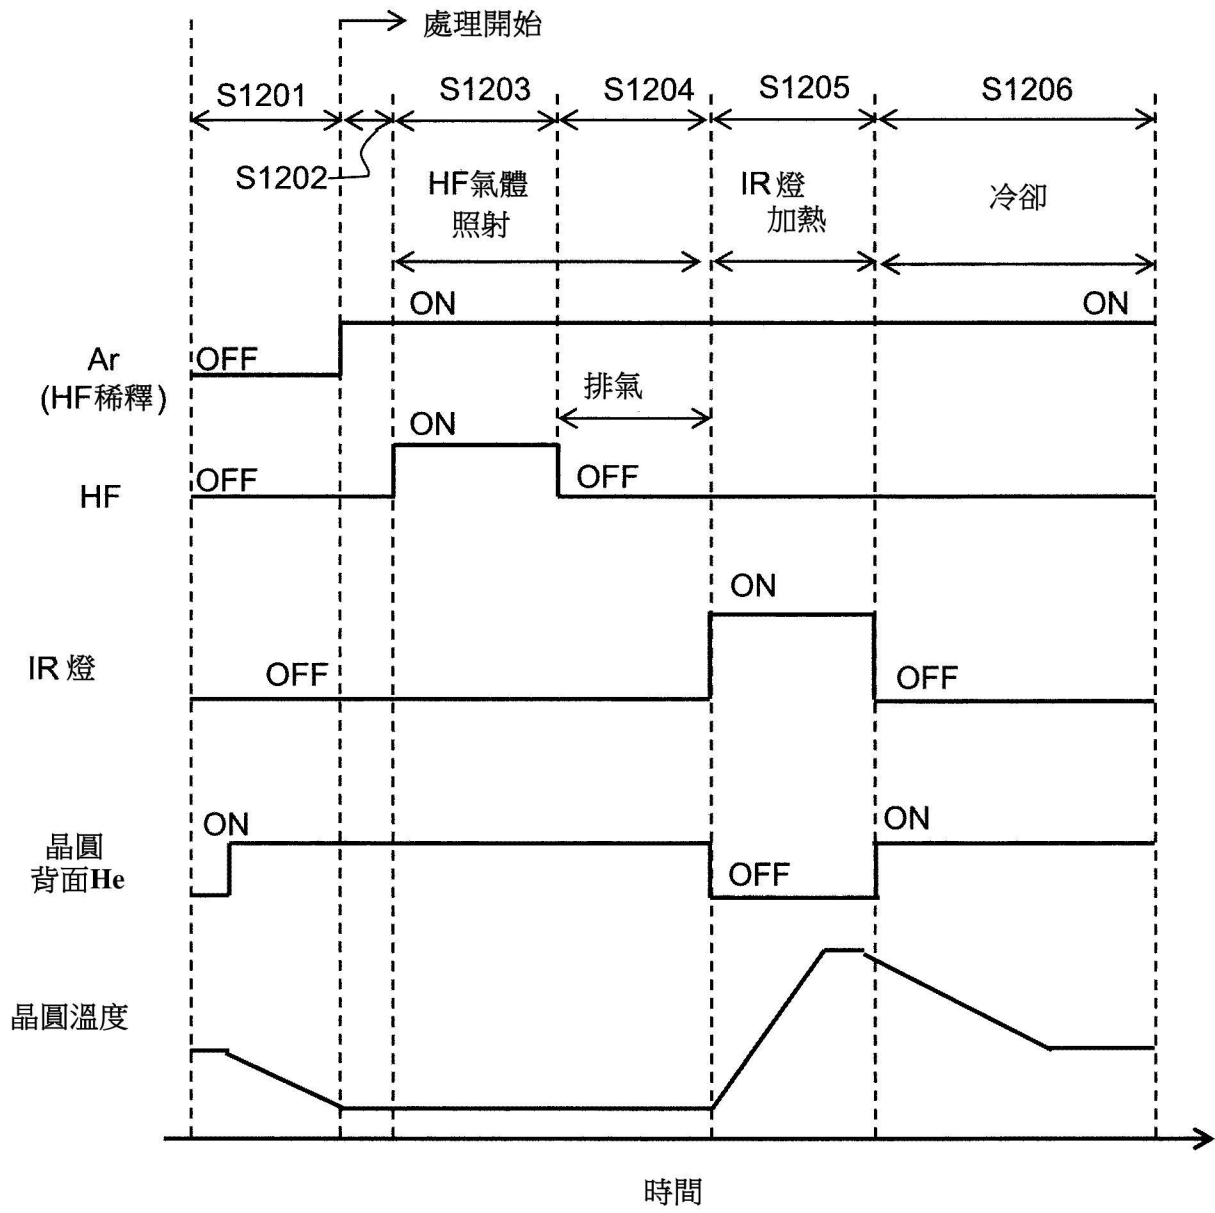 處理開始
S1201
S1203
S1204
S1205
S1206
S1202
HF氣體
照射
IR燈
加熱
冷卻
ON
ON
Ar
(HF稀釋)
OFF
排氣
ON
HF
OFF
OFF
ON
IR燈
OFF
OFF
晶圓
背面He
ON
OFF
ON
晶圓溫度
時間